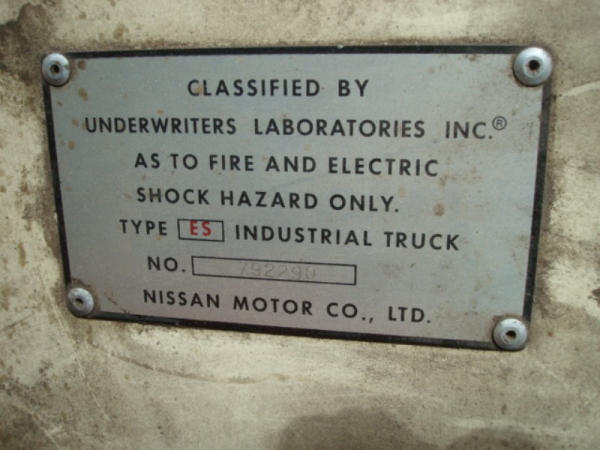 CLASSIFIED BY
UNDERWRITERS LABORATORIES INC.®
AS TO FIRE AND ELECTRIC
SHOCK HAZARD ONLY.
TYPE ES INDUSTRIAL TRUCK
NO. 792290
NISSAN MOTOR CO., LTD.